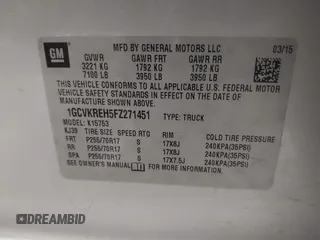 GM
MFD BY GENERAL MOTORS LLC
03/15
GVWR GAWR FRT GAWR RR
3221 KG 1792 KG 1792 KG
7100 LB 3950 LB 3950 LB
THIS VEHICLE CONFORMS TO ALL APPLICABLE U.S. FEDERAL MOTOR
VEHICLE SAFETY STANDARDS IN EFFECT ON THE DATE OF
MANUFACTURE SHOWN ABOVE.
1GCVKREH5FZ271451 TYPE: TRUCK
MODEL: K15753
KJ39 TIRE SIZE SPEED RTG RIM COLD TIRE PRESSURE
FRT P255/70R17 S 17X8J 240KPA(35PSI)
RR P255/70R17 S 17X8J 240KPA(35PSI)
SPA P255/70R17 S 17X7.5J 240KPA(35PSI)
SEE OWNER'S MANUAL
DREAMBID